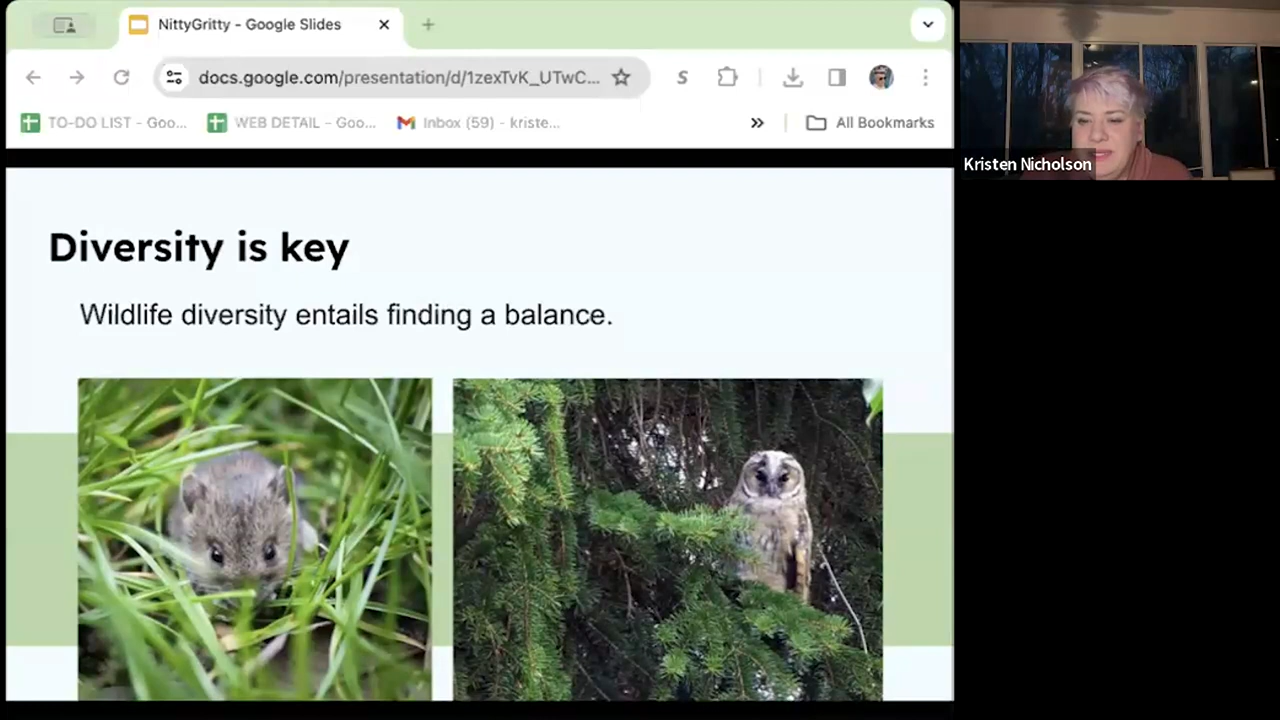 NittyGritty - Google Slides
docs.google.com/presentation/d/1zexTvK_UTwC...
TO-DO LIST - Goo...
WEB DETAIL - Goo...
Inbox (59) - kriste...
All Bookmarks
Kristen Nicholson
Diversity is key
Wildlife diversity entails finding a balance.